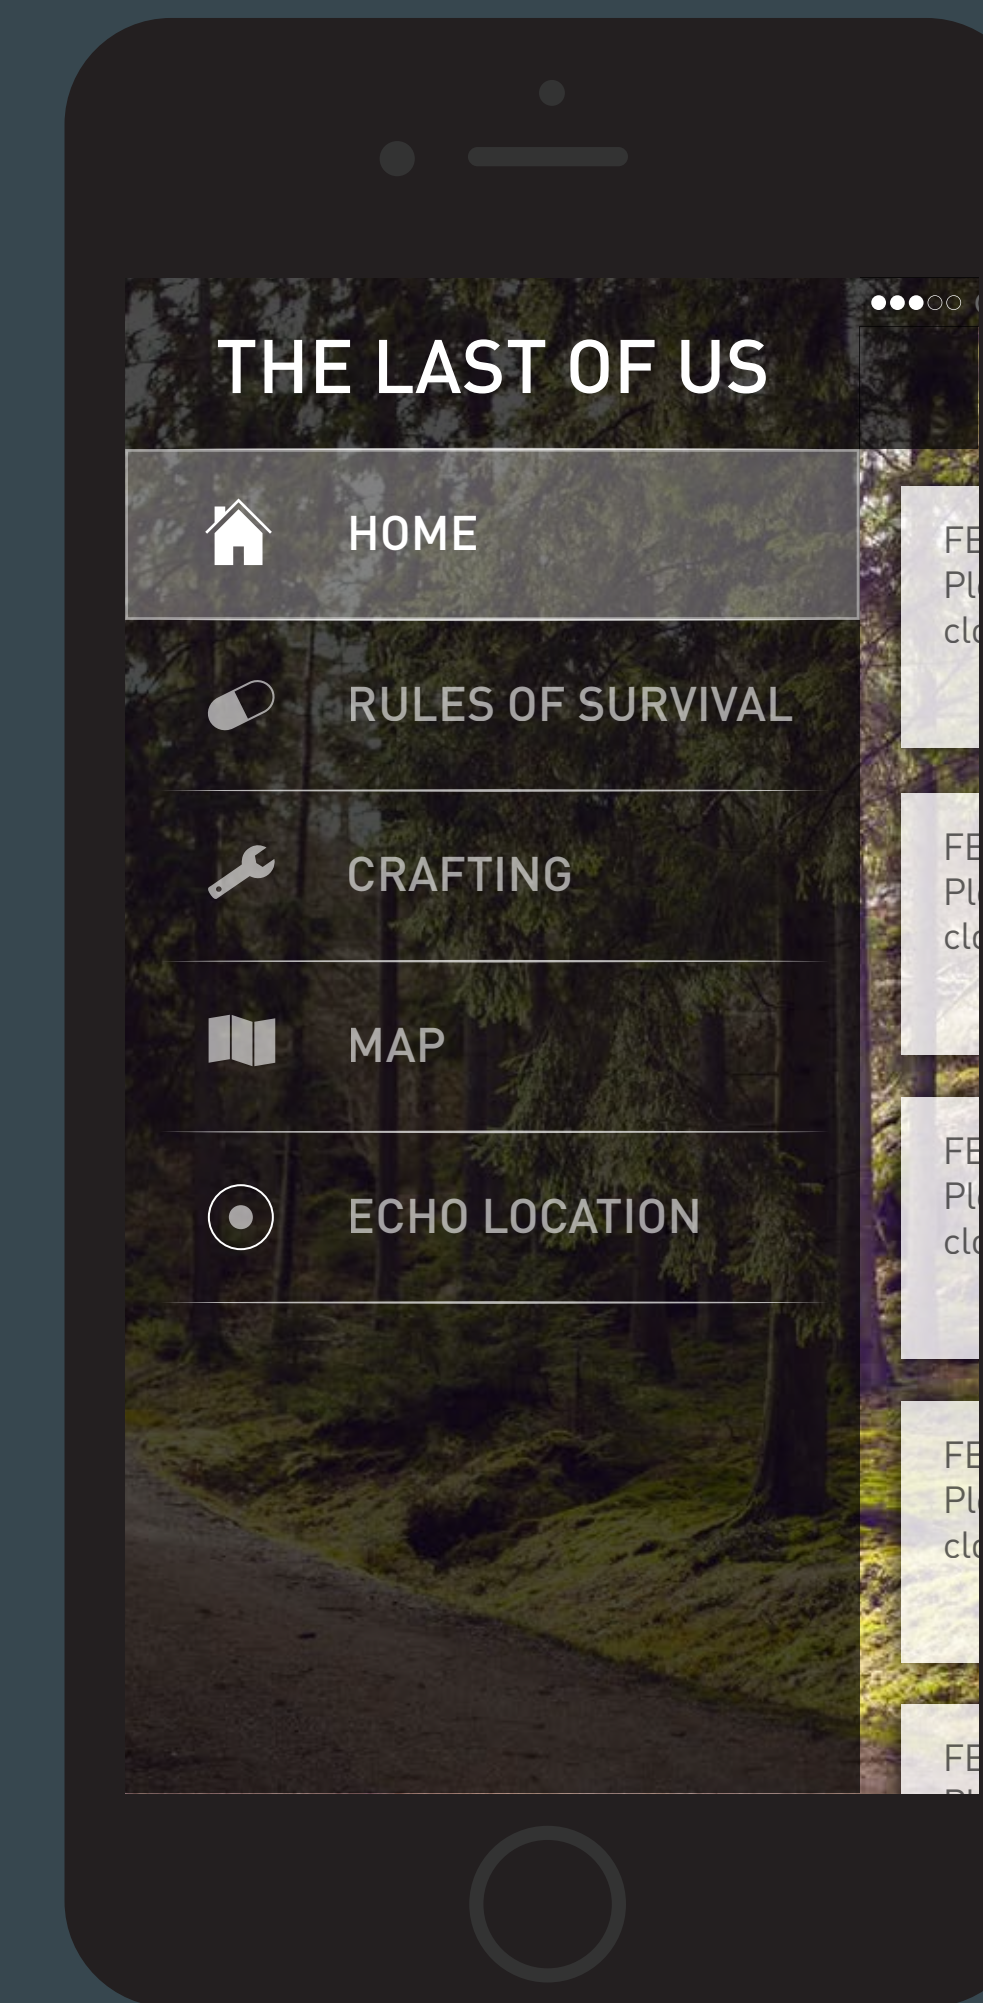 THE LAST OF US
HOME
RULES OF SURVIVAL
CRAFTING
MAP
ECHO LOCATION